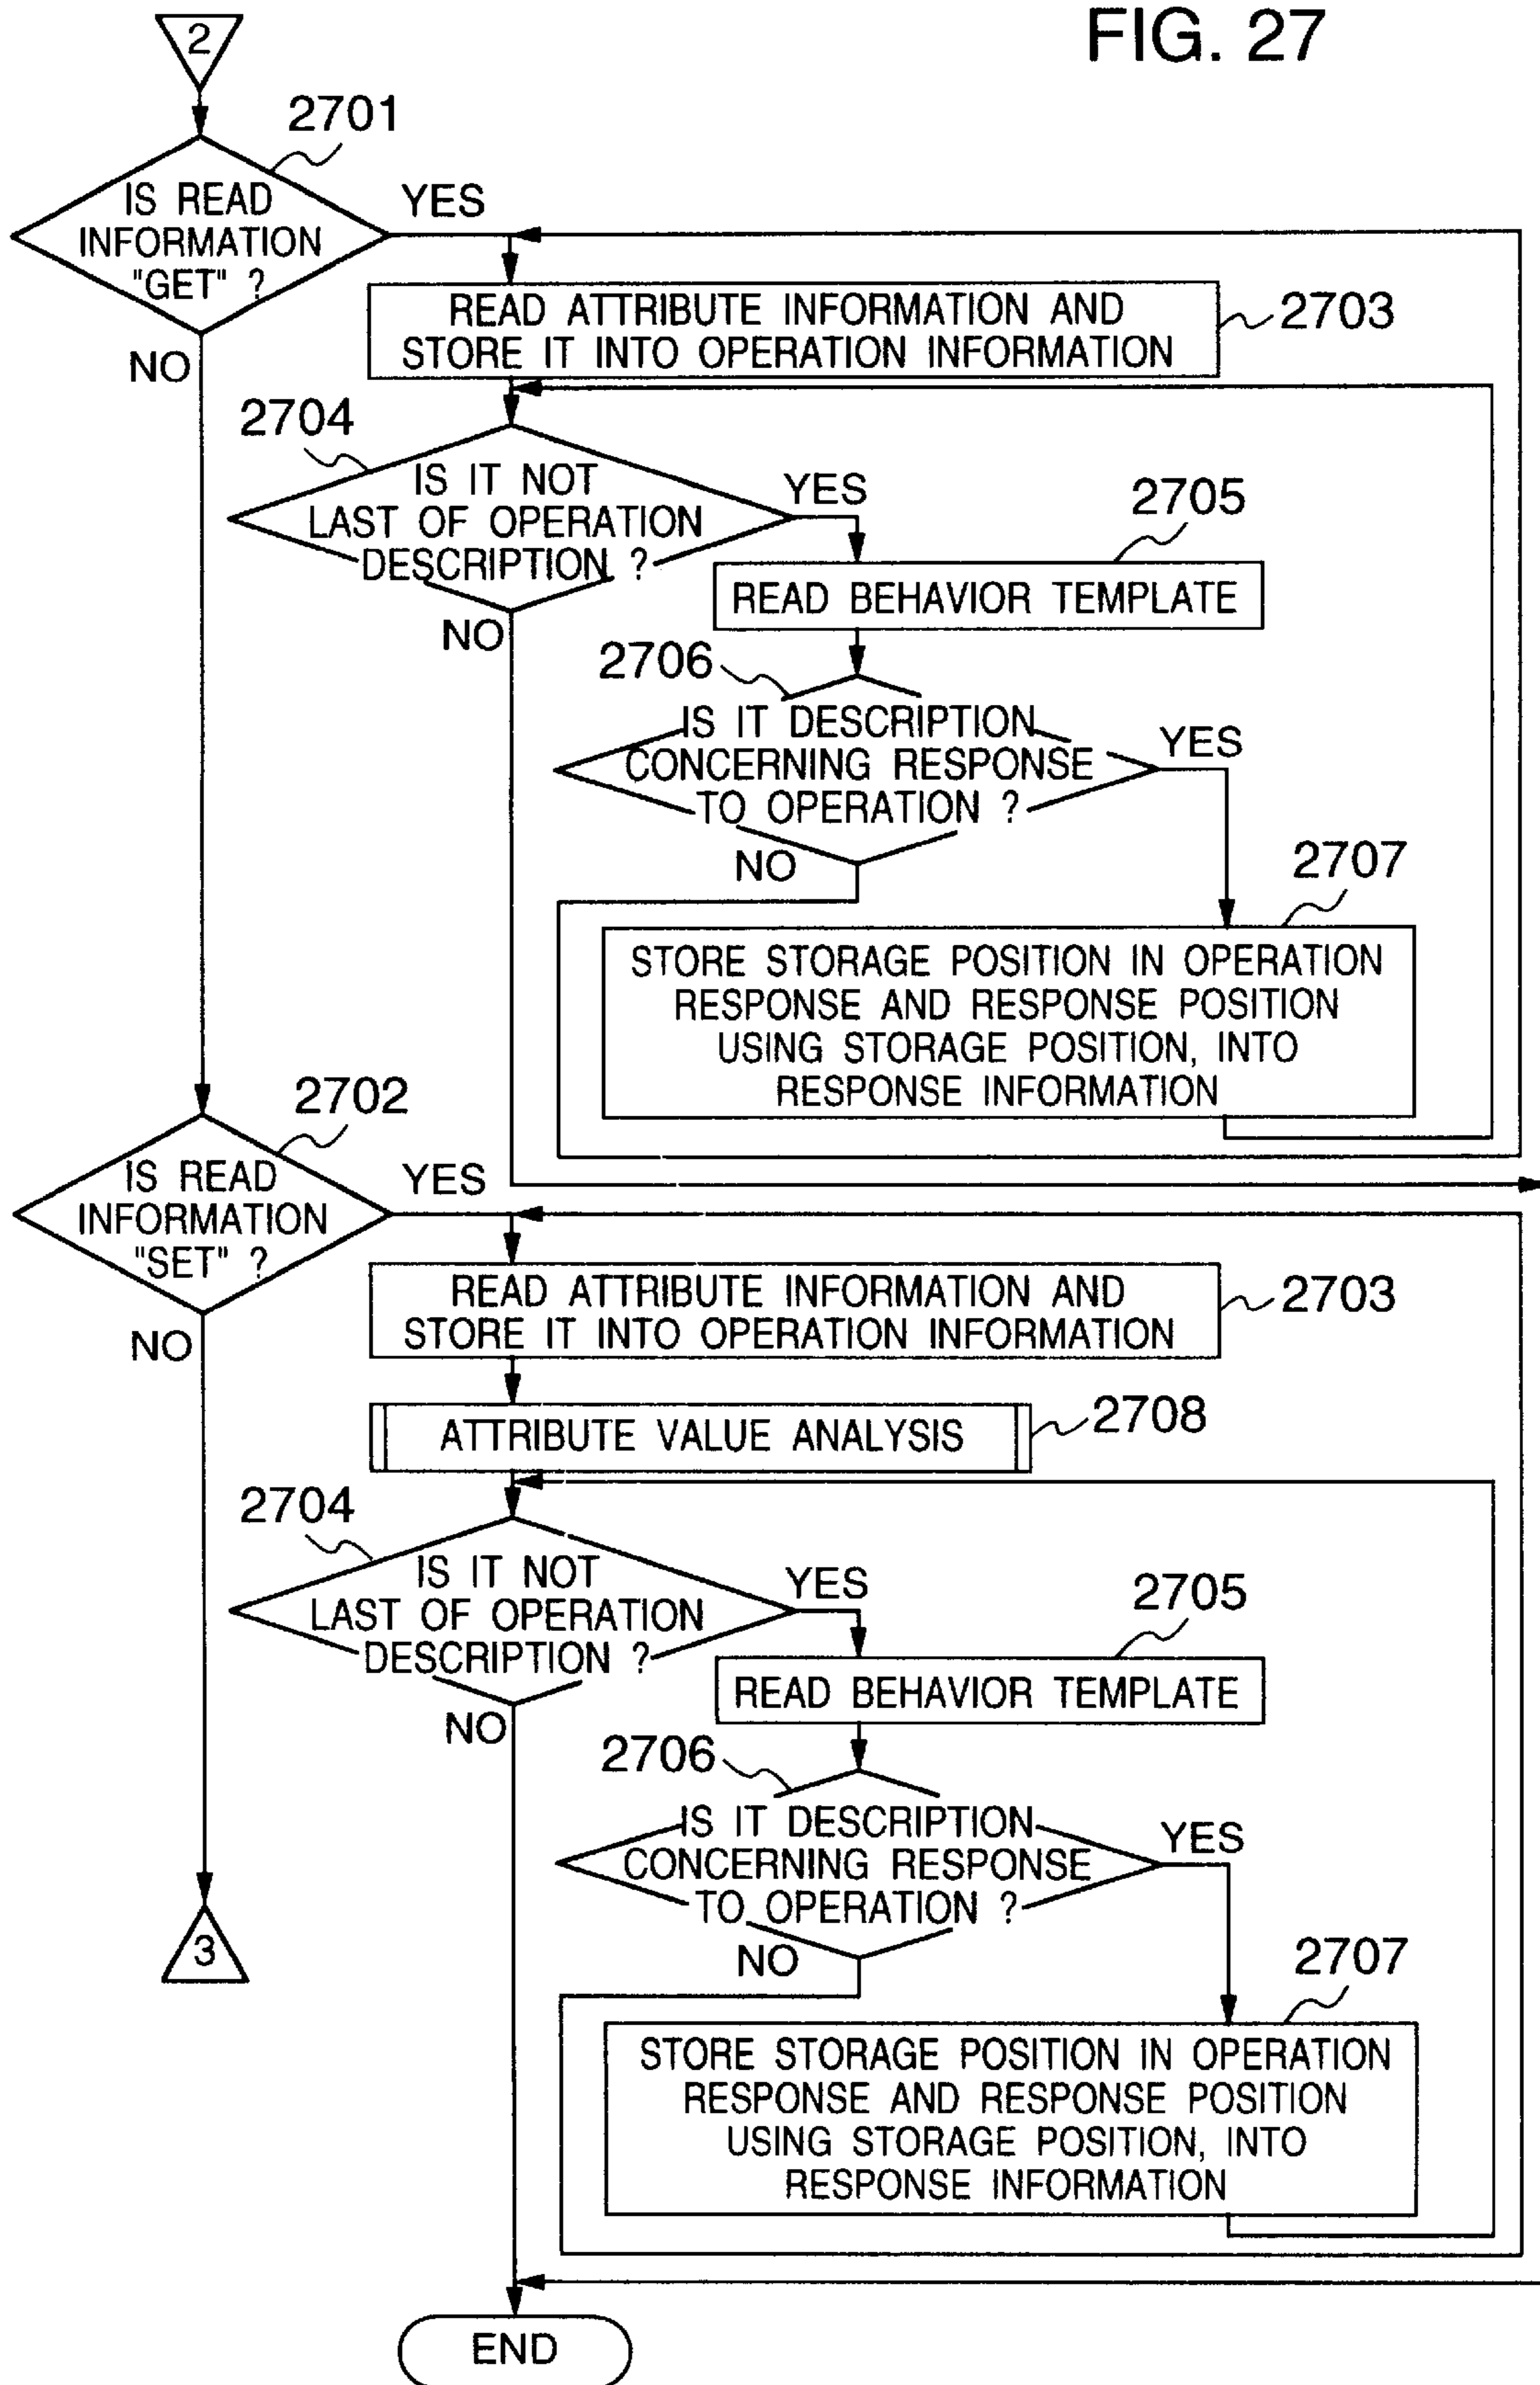 FIG. 27
2
2701
IS READ
INFORMATION
"GET" ?
YES
NO
READ ATTRIBUTE INFORMATION AND
STORE IT INTO OPERATION INFORMATION
2703
2704
IS IT NOT
LAST OF OPERATION
DESCRIPTION ?
YES
NO
2705
READ BEHAVIOR TEMPLATE
2706
IS IT DESCRIPTION
CONCERNING RESPONSE
TO OPERATION ?
YES
NO
2707
STORE STORAGE POSITION IN OPERATION
RESPONSE AND RESPONSE POSITION
USING STORAGE POSITION, INTO
RESPONSE INFORMATION
2702
IS READ
INFORMATION
"SET" ?
YES
NO
READ ATTRIBUTE INFORMATION AND
STORE IT INTO OPERATION INFORMATION
2703
ATTRIBUTE VALUE ANALYSIS
2708
2704
IS IT NOT
LAST OF OPERATION
DESCRIPTION ?
YES
NO
2705
READ BEHAVIOR TEMPLATE
2706
IS IT DESCRIPTION
CONCERNING RESPONSE
TO OPERATION ?
YES
NO
3
2707
STORE STORAGE POSITION IN OPERATION
RESPONSE AND RESPONSE POSITION
USING STORAGE POSITION, INTO
RESPONSE INFORMATION
END